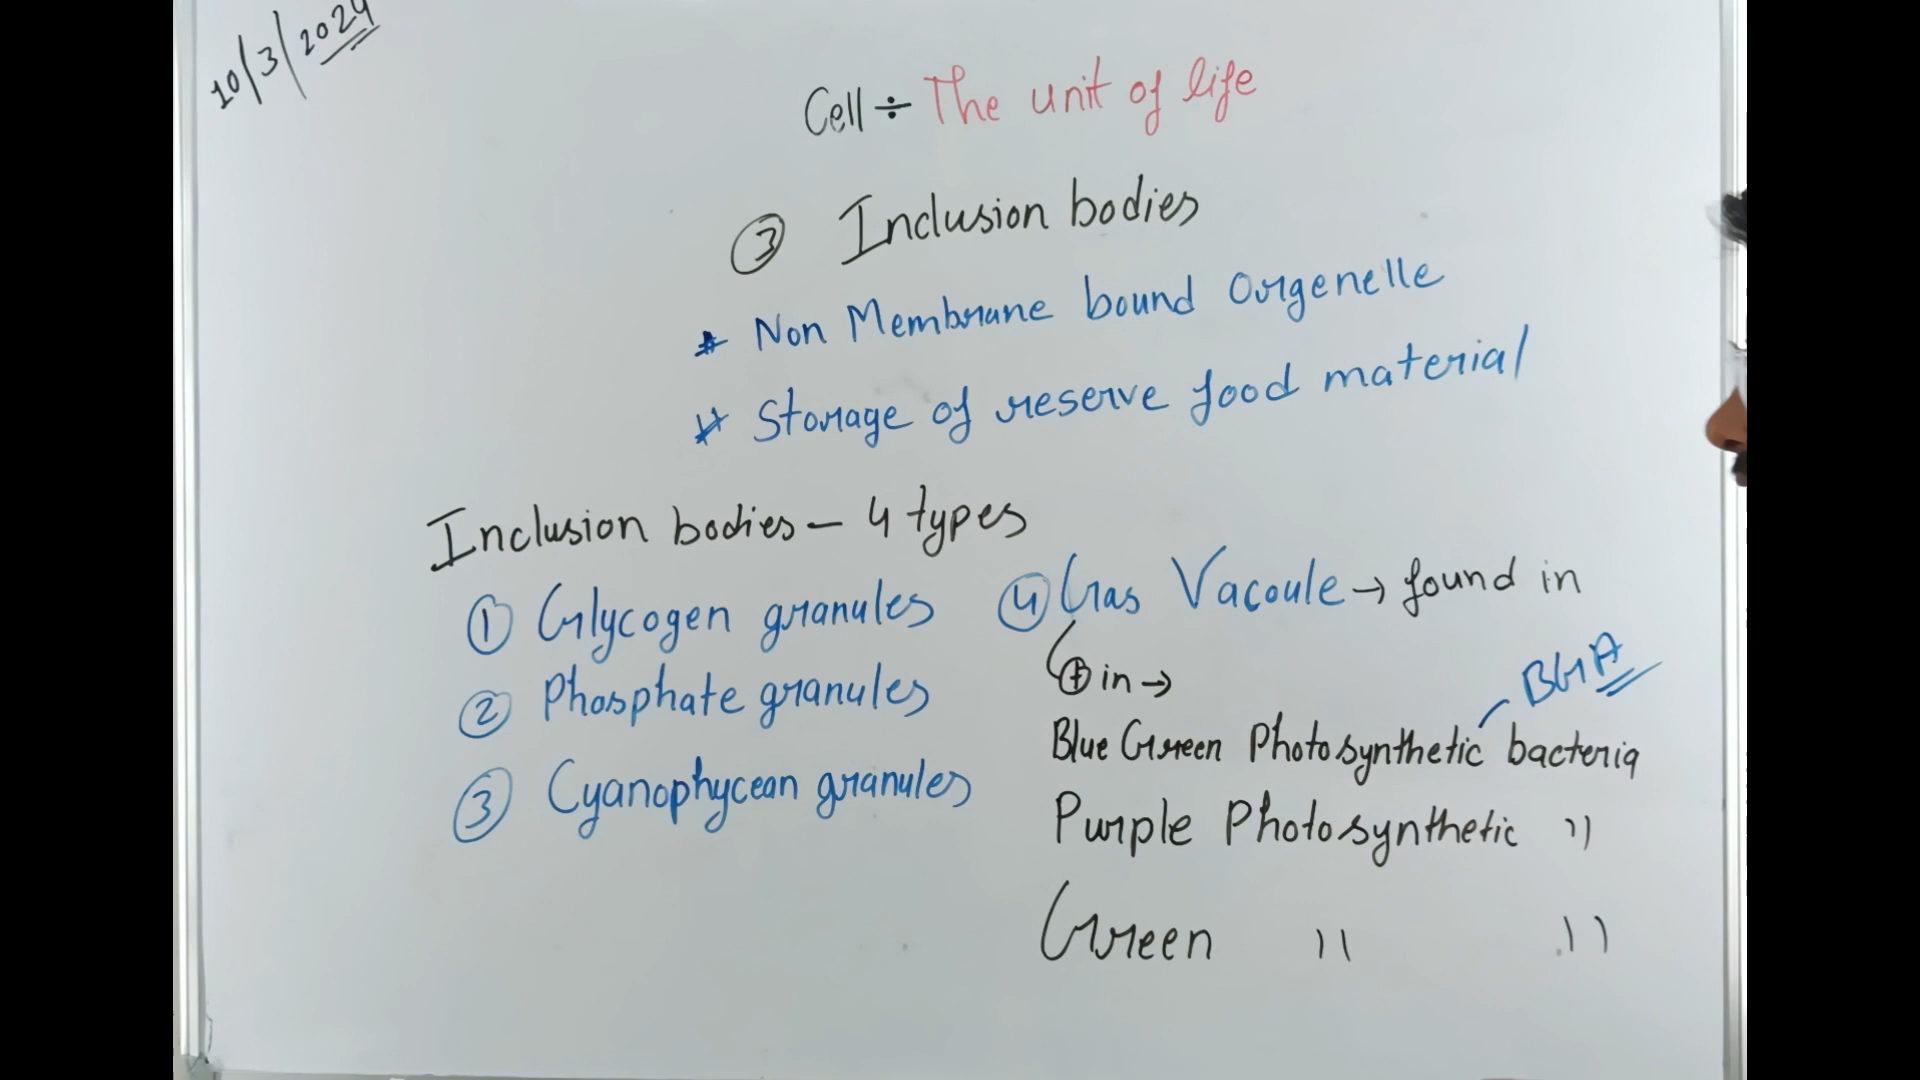 10/3/2024
Cell ÷ The unit of life
③ Inclusion bodies
* Non Membrane bound Orgenelle
* Storage of reserve food material
Inclusion bodies - 4 types
① Glycogen granules
② Phosphate granules
③ Cyanophycean granules
④ Gas Vacoule → found in
⊕ in →
BGA
Blue Green Photosynthetic bacteria
Purple Photosynthetic "
Green " "